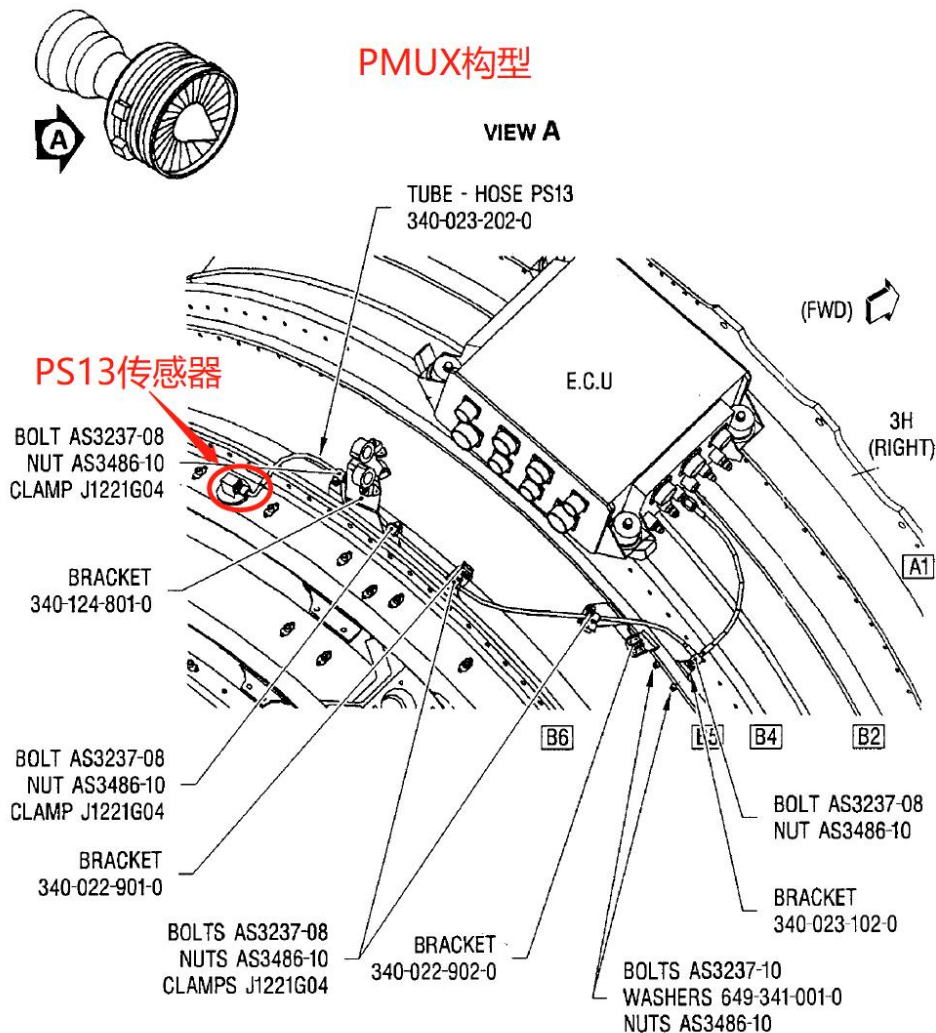 PMUX构型
A
VIEW A
TUBE - HOSE PS13
340-023-202-0
(FWD)
E.C.U
PS13传感器
3H
(RIGHT)
BOLT AS3237-08
NUT AS3486-10
CLAMP J1221G04
A1
BRACKET
340-124-801-0
B6
B5
B4
B2
BOLT AS3237-08
NUT AS3486-10
CLAMP J1221G04
BOLT AS3237-08
NUT AS3486-10
BRACKET
340-022-901-0
BRACKET
340-023-102-0
BOLTS AS3237-08
NUTS AS3486-10
CLAMPS J1221G04
BRACKET
340-022-902-0
BOLTS AS3237-10
WASHERS 649-341-001-0
NUTS AS3486-10